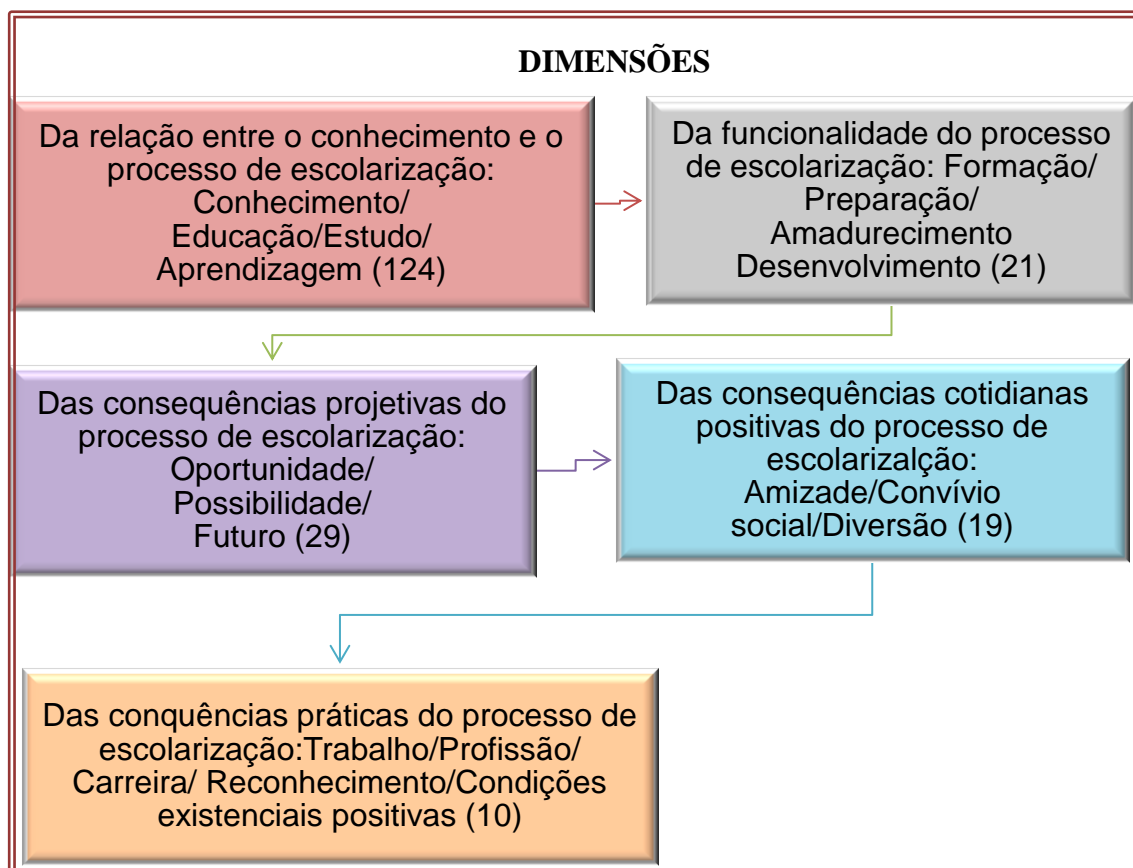 DIMENSÕES
Da relação entre o conhecimento e o
processo de escolarização:
Conhecimento/
Educação/Estudo/
Aprendizagem (124)
Da funcionalidade do processo
de escolarização: Formação/
Preparação/
Amadurecimento
Desenvolvimento (21)
Das consequências projetivas do
processo de escolarização:
Oportunidade/
Possibilidade/
Futuro (29)
Das consequências cotidianas
positivas do processo de
escolarizalção:
Amizade/Convívio
social/Diversão (19)
Das conquências práticas do processo de
escolarização:Trabalho/Profissão/
Carreira/ Reconhecimento/Condições
existenciais positivas (10)